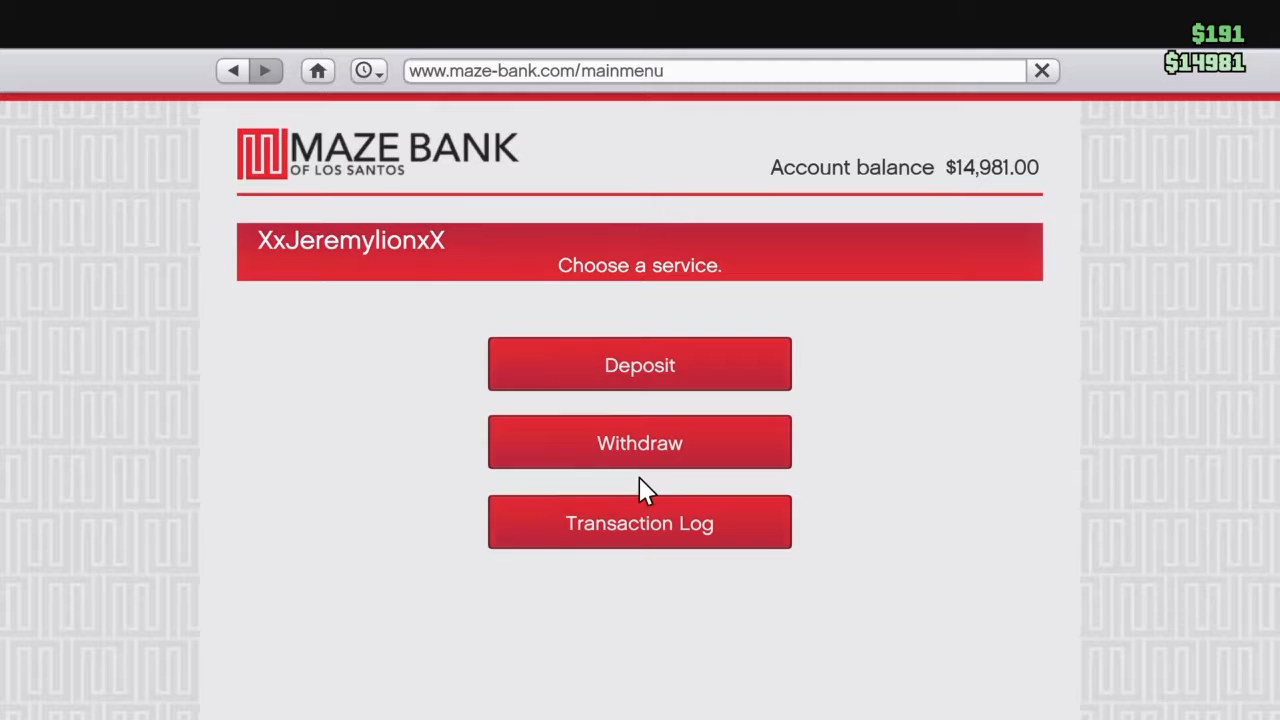 $191
$14981
www.maze-bank.com/mainmenu
MAZE BANK
OF LOS SANTOS
Account balance $14,981.00
XxJeremylionxX
Choose a service.
Deposit
Withdraw
Transaction Log